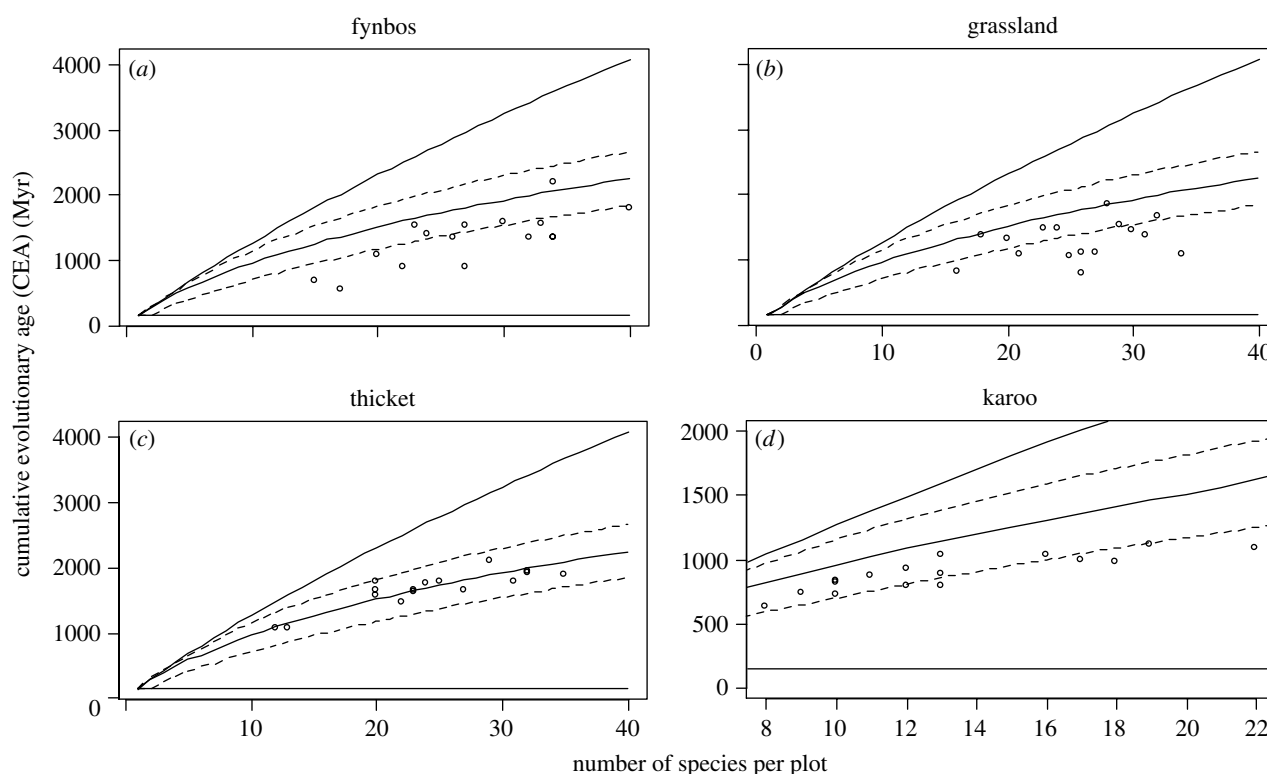 fynbos
grassland
(a)
(b)
4000
3000
2000
1000
0
0 10 20 30 40
thicket
karoo
(c)
(d)
4000
3000
2000
1000
0
10 20 30 40
2000
1500
1000
500
0
8 10 12 14 16 18 20 22
cumulative evolutionary age (CEA) (Myr)
number of species per plot